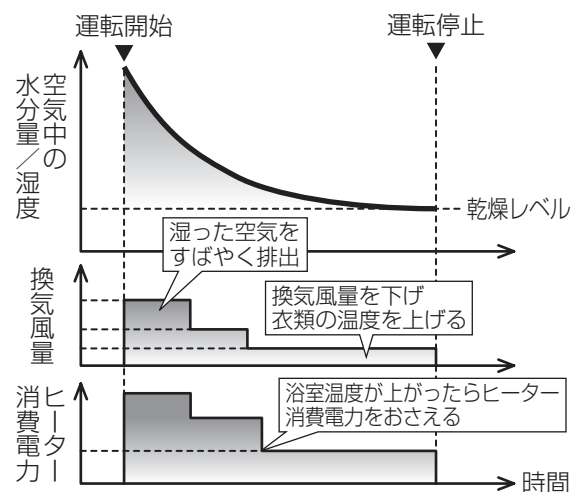 運転開始
運転停止
空気中の
水分量／湿度
乾燥レベル
湿った空気を
すばやく排出
換気風量
換気風量を下げ
衣類の温度を上げる
ヒーター
消費電力
浴室温度が上がったらヒーター
消費電力をおさえる
時間